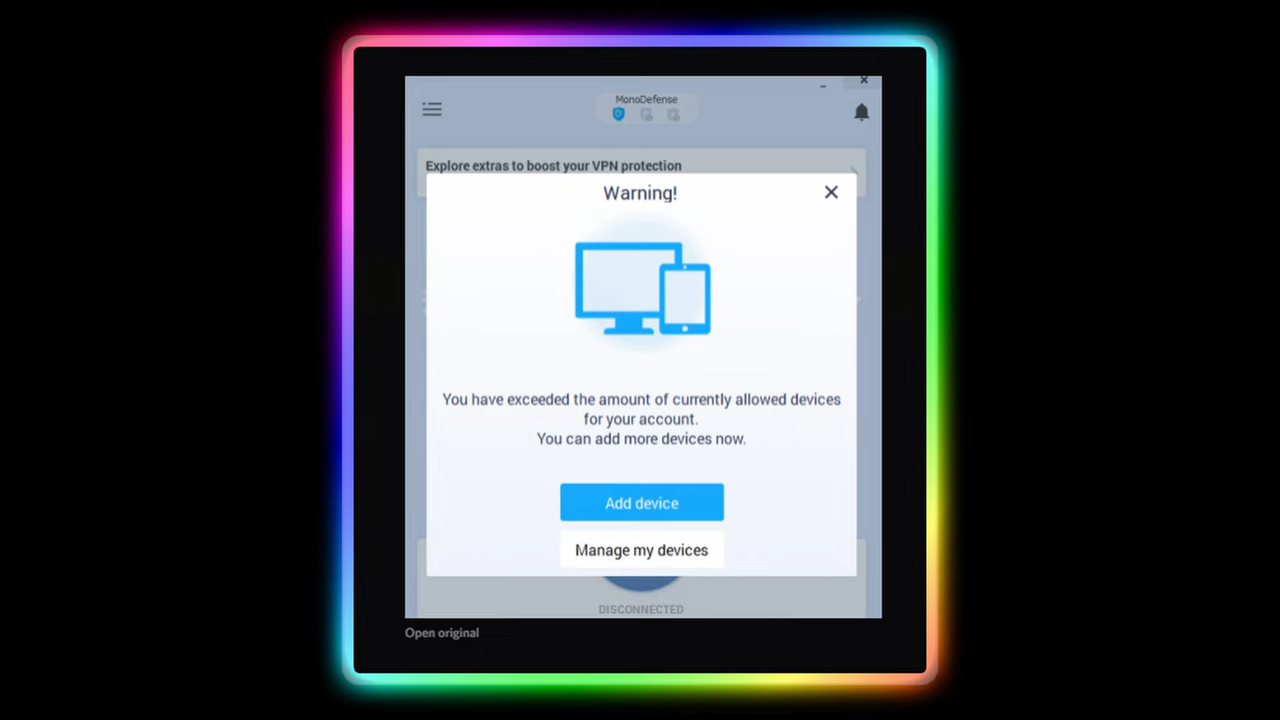 MonoDefense
Explore extras to boost your VPN protection
Warning!
You have exceeded the amount of currently allowed devices
for your account.
You can add more devices now.
Add device
Manage my devices
DISCONNECTED
Open original